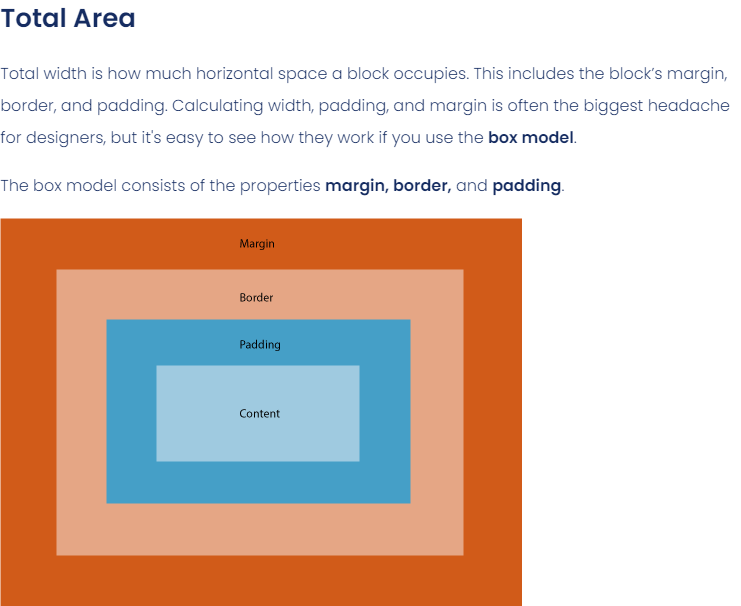 Total Area
Total width is how much horizontal space a block occupies. This includes the block’s margin,
border, and padding. Calculating width, padding, and margin is often the biggest headache
for designers, but it's easy to see how they work if you use the box model.
The box model consists of the properties margin, border, and padding.
Margin
Border
Padding
Content